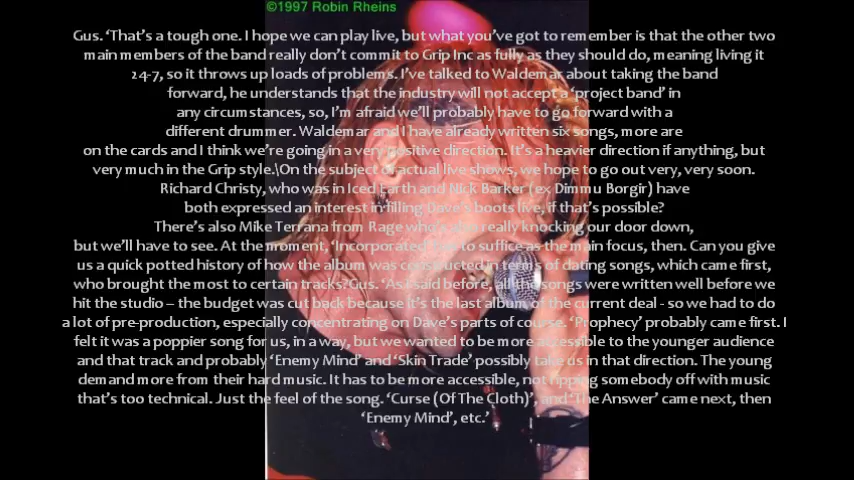 ©1997 Robin Rheins
Gus. ‘That’s a tough one. I hope we can play live, but what you’ve got to remember is that the other two
main members of the band really don’t commit to Grip Inc as fully as they should do, meaning living it
24-7, so it throws up loads of problems. I’ve talked to Waldemar about taking the band
forward, he understands that the industry will not accept a ‘project band’ in
any circumstances, so, I’m afraid we’ll probably have to go forward with a
different drummer. Waldemar and I have already written six songs, more are
on the cards and I think we’re going in a very positive direction. It’s a heavier direction if anything, but
very much in the Grip style.\On the subject of actual live shows, we hope to go out very, very soon.
Richard Christy, who was in Iced Earth and Nick Barker (ex Dimmu Borgir) have
both expressed an interest in filling Dave’s boots live, if that’s possible?
There’s also Mike Terrana from Rage who’s also really knocking our door down,
but we’ll have to see. At the moment, ‘Incorporated’ has to suffice as the main focus, then. Can you give
us a quick potted history of how the album was constructed in terms of dating songs, which came first,
who brought the most to certain tracks?Gus. ‘As I said before, all the songs were written well before we
hit the studio – the budget was cut back because it’s the last album of the current deal - so we had to do
a lot of pre-production, especially concentrating on Dave’s parts of course. ‘Prophecy’ probably came first. I
felt it was a poppier song for us, in a way, but we wanted to be more accessible to the younger audience
and that track and probably ‘Enemy Mind’ and ‘Skin Trade’ possibly take us in that direction. The young
demand more from their hard music. It has to be more accessible, not ripping somebody off with music
that’s too technical. Just the feel of the song. ‘Curse (Of The Cloth)’, and ‘The Answer’ came next, then
‘Enemy Mind’, etc.’